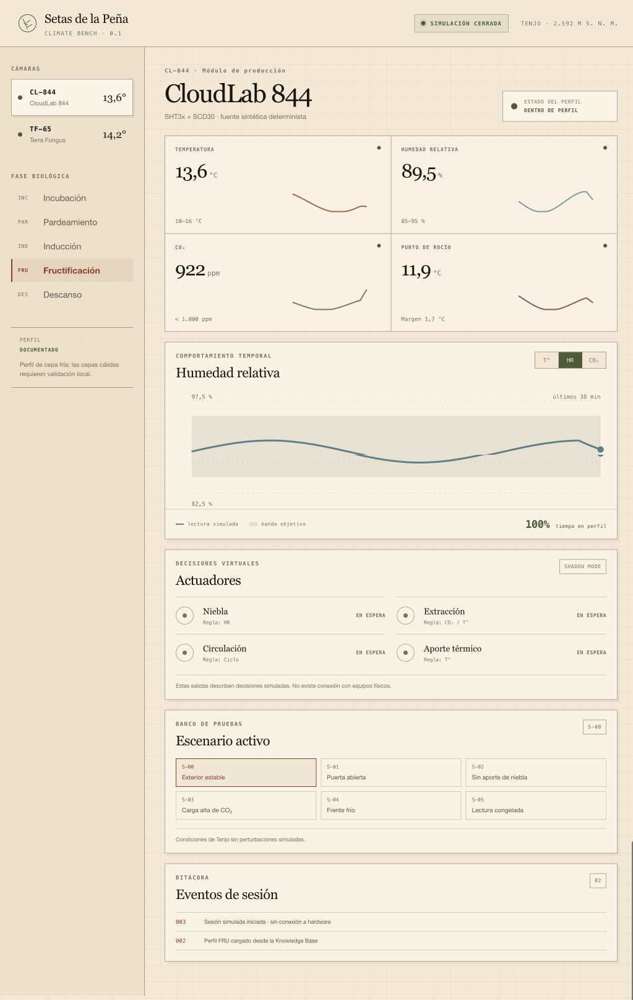 Setas de la Peña
CLIMATE BENCH · 0.1
SIMULACIÓN CERRADA
TENJO · 2.592 M S. N. M.
CÁMARAS
CL-844
CloudLab 844
13,6°
TF-65
Terra Fungus
14,2°
FASE BIOLÓGICA
INC Incubación
PAR Pardeamiento
IND Inducción
FRU Fructificación
DES Descanso
PERFIL
DOCUMENTADO
Perfil de cepa fría; las cepas cálidas
requieren validación local.
CL-844 · Módulo de producción
CloudLab 844
SHT3x + SCD30 · fuente sintética determinista
ESTADO DEL PERFIL
DENTRO DE PERFIL
TEMPERATURA
13,6 °C
10–16 °C
HUMEDAD RELATIVA
89,5 %
85–95 %
CO₂
922 ppm
< 1.000 ppm
PUNTO DE ROCÍO
11,9 °C
Margen 1,7 °C
COMPORTAMIENTO TEMPORAL
Humedad relativa
T° HR CO₂
97,5 %
últimos 38 min
82,5 %
lectura simulada
banda objetivo
100% tiempo en perfil
DECISIONES VIRTUALES
Actuadores
SHADOW MODE
Niebla
Regla: HR
EN ESPERA
Extracción
Regla: CO₂ / T°
EN ESPERA
Circulación
Regla: Ciclo
EN ESPERA
Aporte térmico
Regla: T°
EN ESPERA
Estas salidas describen decisiones simuladas. No existe conexión con equipos físicos.
BANCO DE PRUEBAS
Escenario activo
S-00
S-00
Exterior estable
S-01
Puerta abierta
S-02
Sin aporte de niebla
S-03
Carga alta de CO₂
S-04
Frente frío
S-05
Lectura congelada
Condiciones de Tenjo sin perturbaciones simuladas.
BITÁCORA
Eventos de sesión
02
003 Sesión simulada iniciada · sin conexión a hardware
002 Perfil FRU cargado desde la Knowledge Base